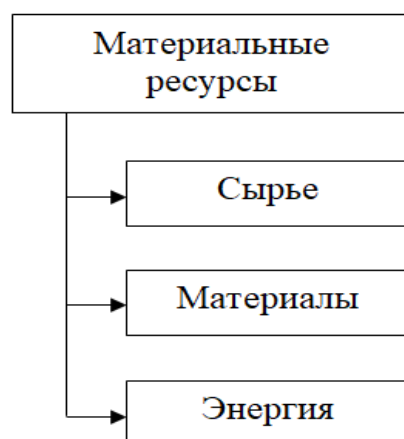 Материальные
ресурсы
Сырье
Материалы
Энергия